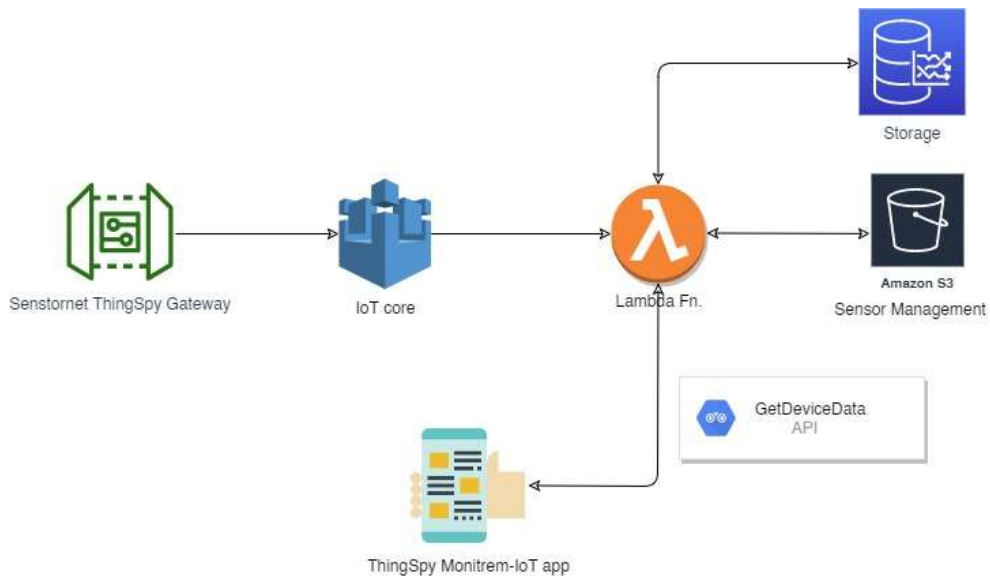 Storage
Amazon S3
Sensor Management
Senstornet ThingSpy Gateway
IoT core
Lambda Fn.
GetDeviceData
API
ThingSpy Monitrem-IoT app